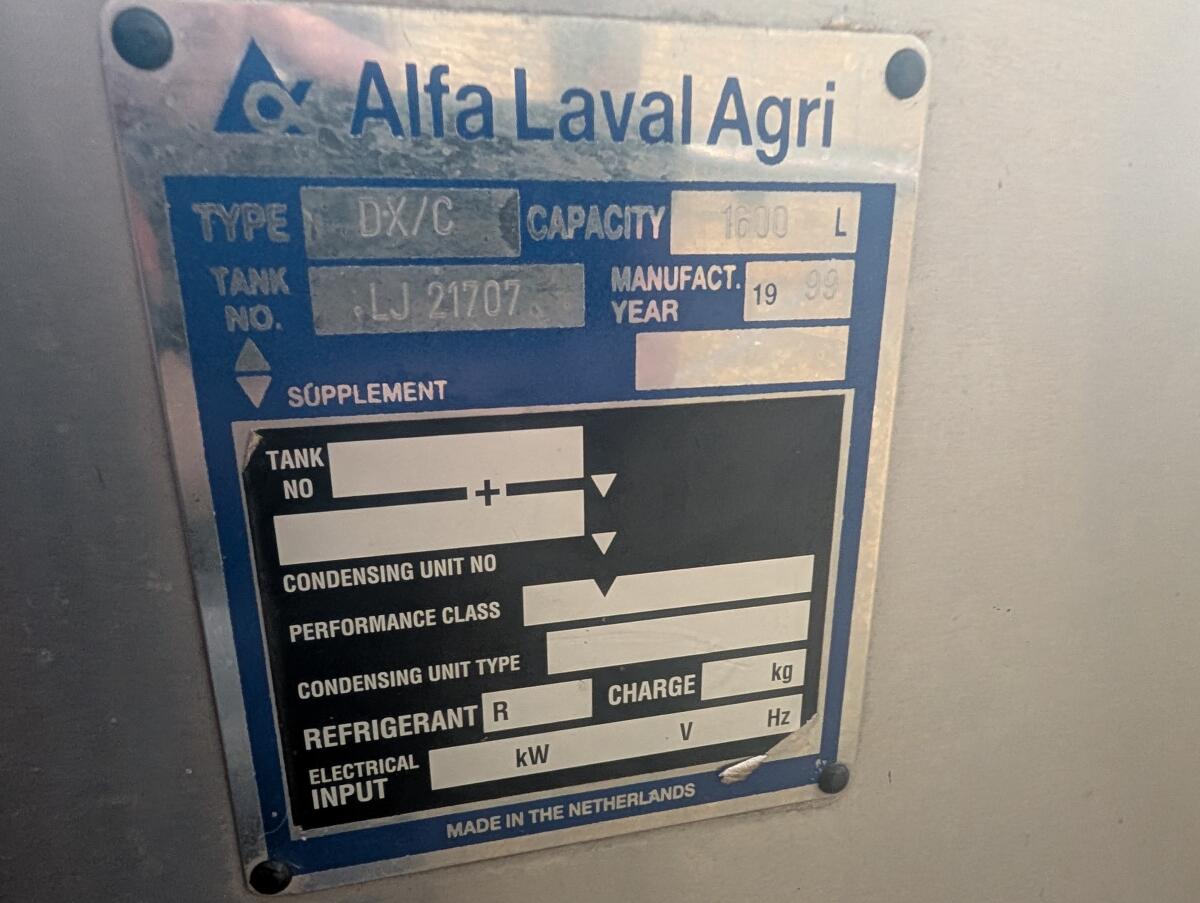 Alfa Laval Agri
TYPE DX/C CAPACITY 1600 L
TANK NO. LJ 21707 MANUFACT. YEAR 19 99
SUPPLEMENT
TANK NO
+
CONDENSING UNIT NO
PERFORMANCE CLASS
CONDENSING UNIT TYPE
REFRIGERANT R CHARGE kg
ELECTRICAL INPUT kW V Hz
MADE IN THE NETHERLANDS